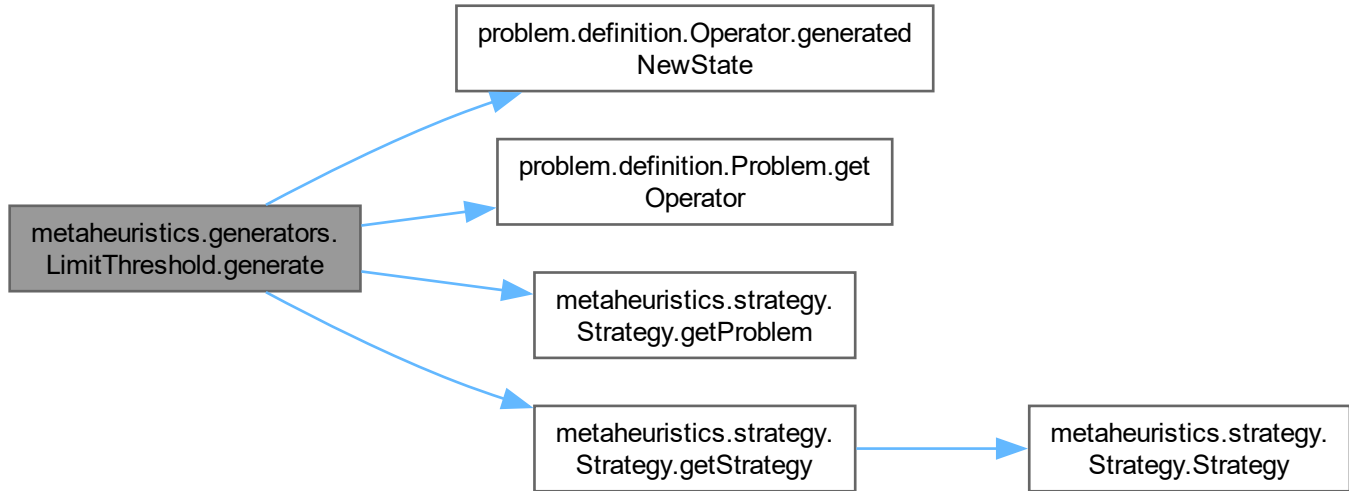 problem.definition.Operator.generated
NewState
problem.definition.Problem.get
Operator
metaheuristics.generators.
LimitThreshold.generate
metaheuristics.strategy.
Strategy.getProblem
metaheuristics.strategy.
Strategy.getStrategy
metaheuristics.strategy.
Strategy.Strategy